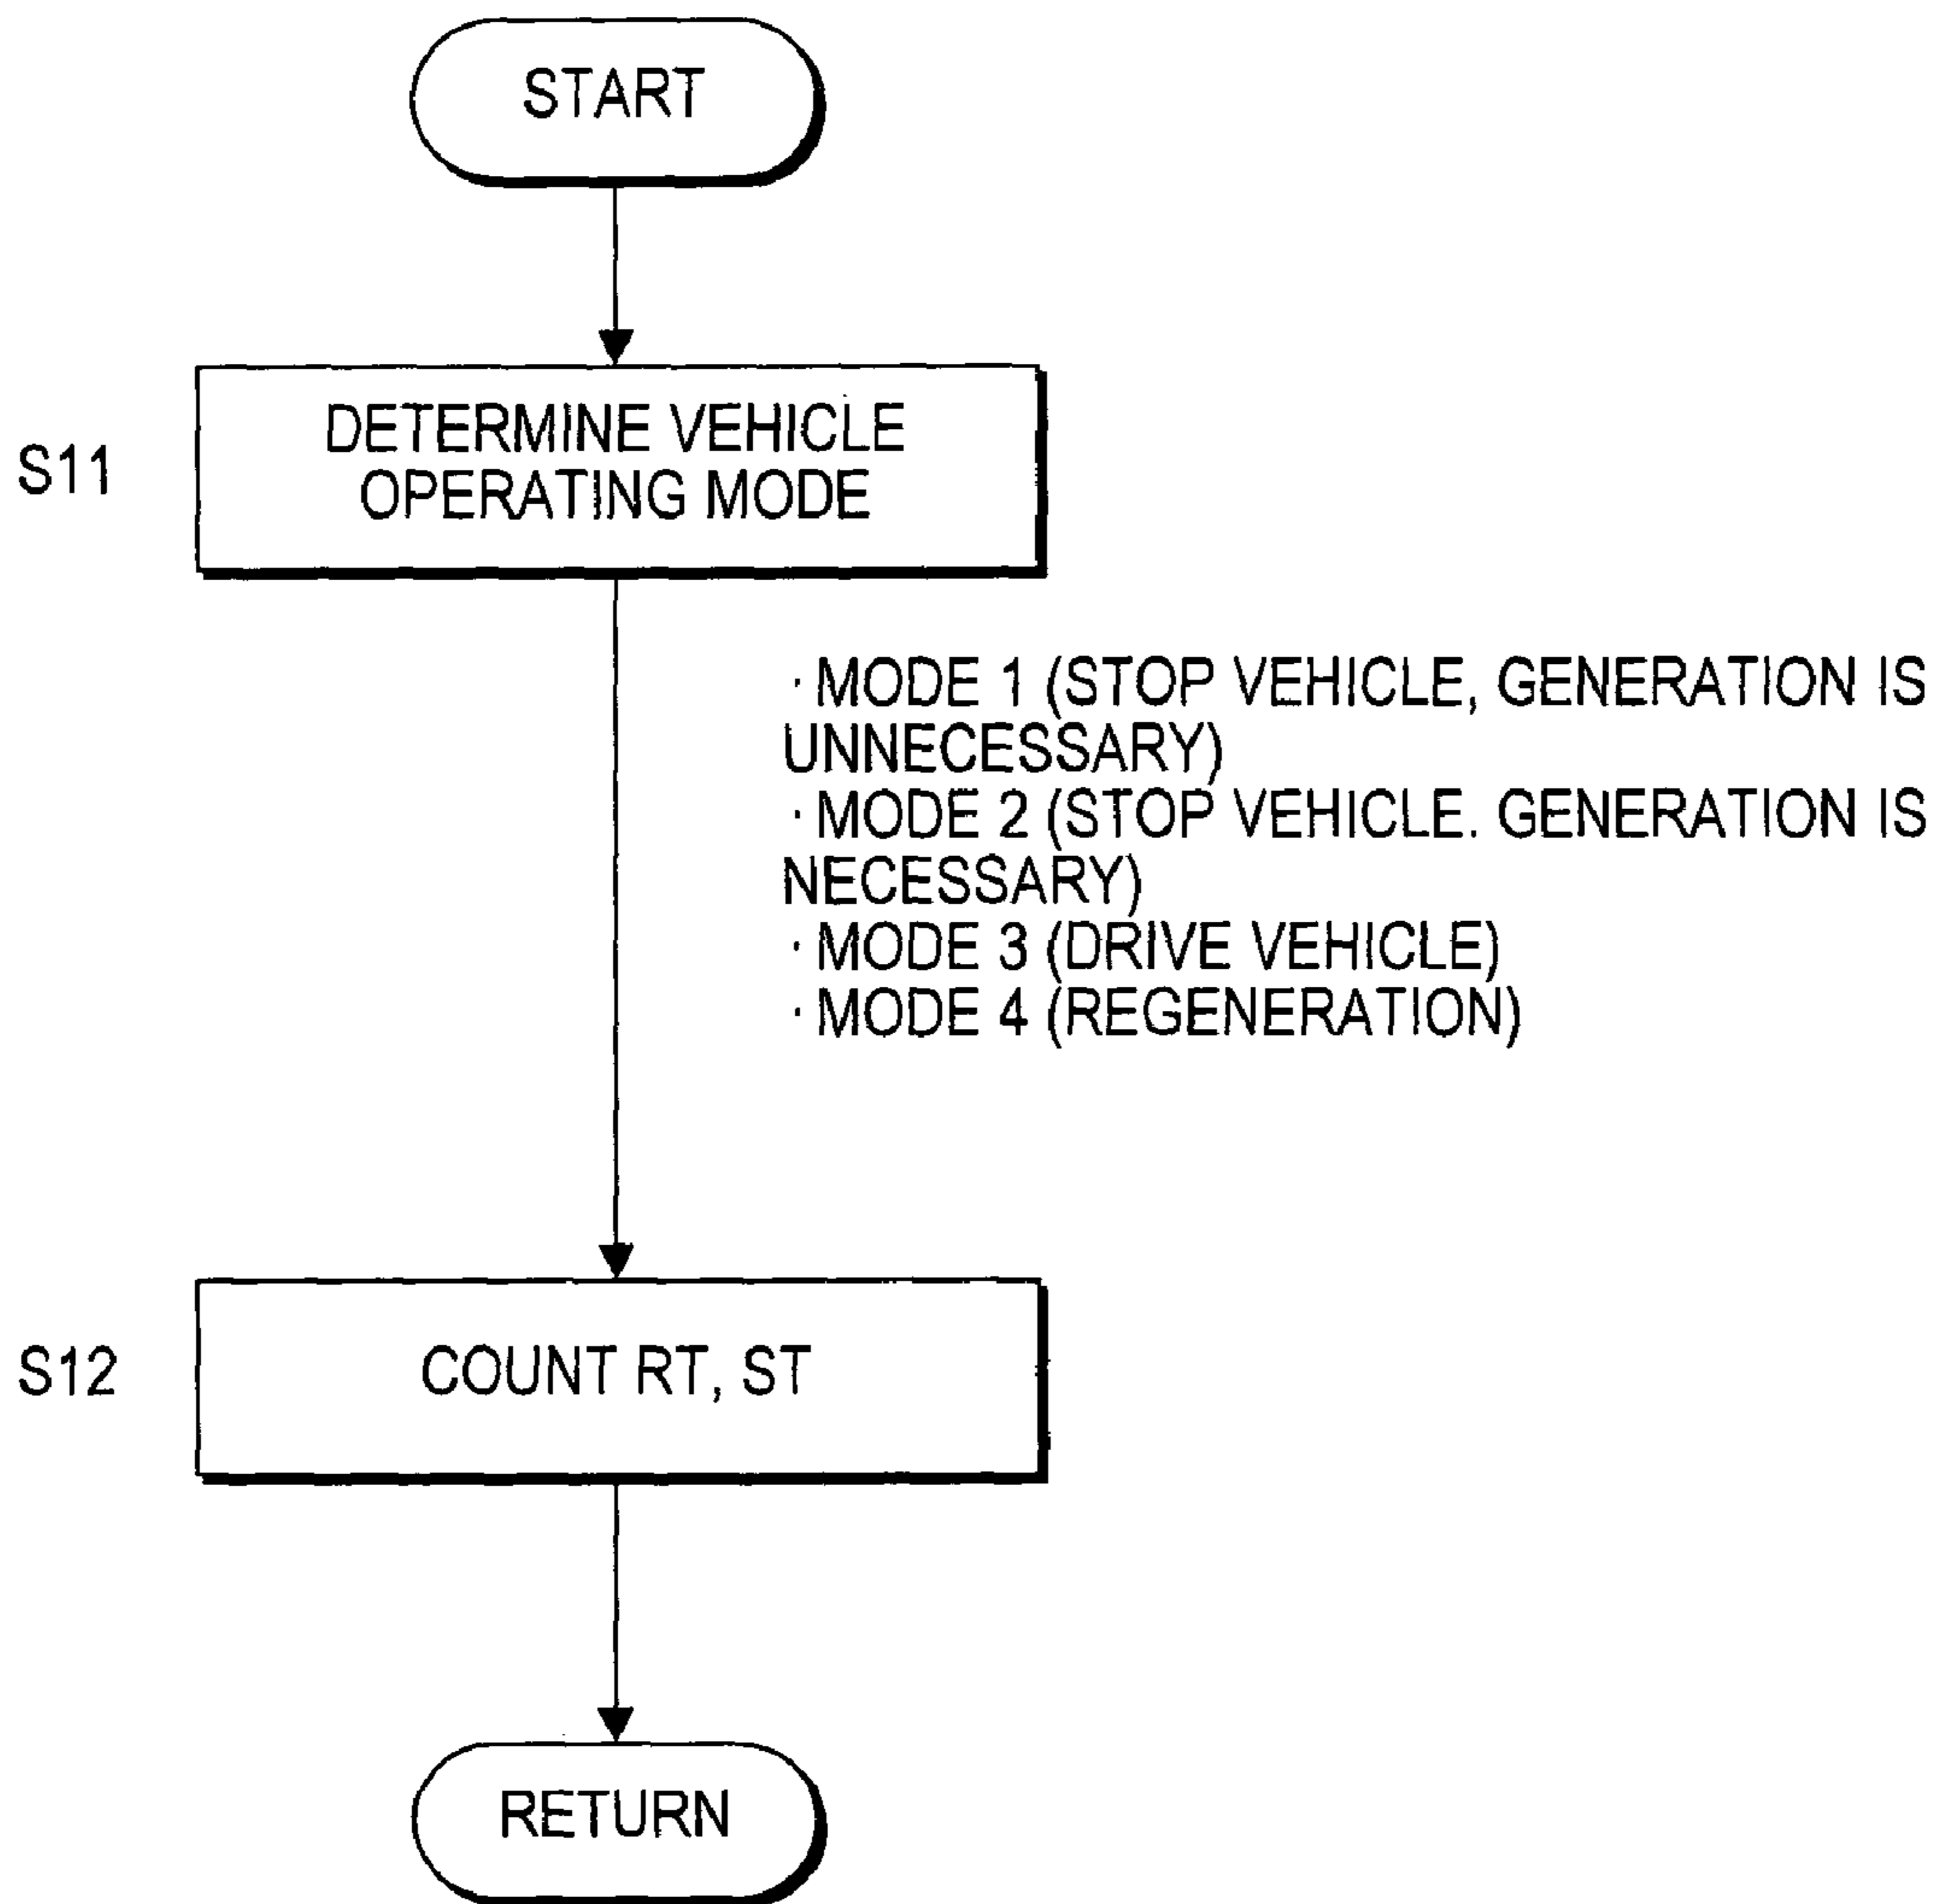 START
S11
DETERMINE VEHICLE
OPERATING MODE
· MODE 1 (STOP VEHICLE, GENERATION IS
UNNECESSARY)
· MODE 2 (STOP VEHICLE. GENERATION IS
NECESSARY)
· MODE 3 (DRIVE VEHICLE)
· MODE 4 (REGENERATION)
S12
COUNT RT, ST
RETURN